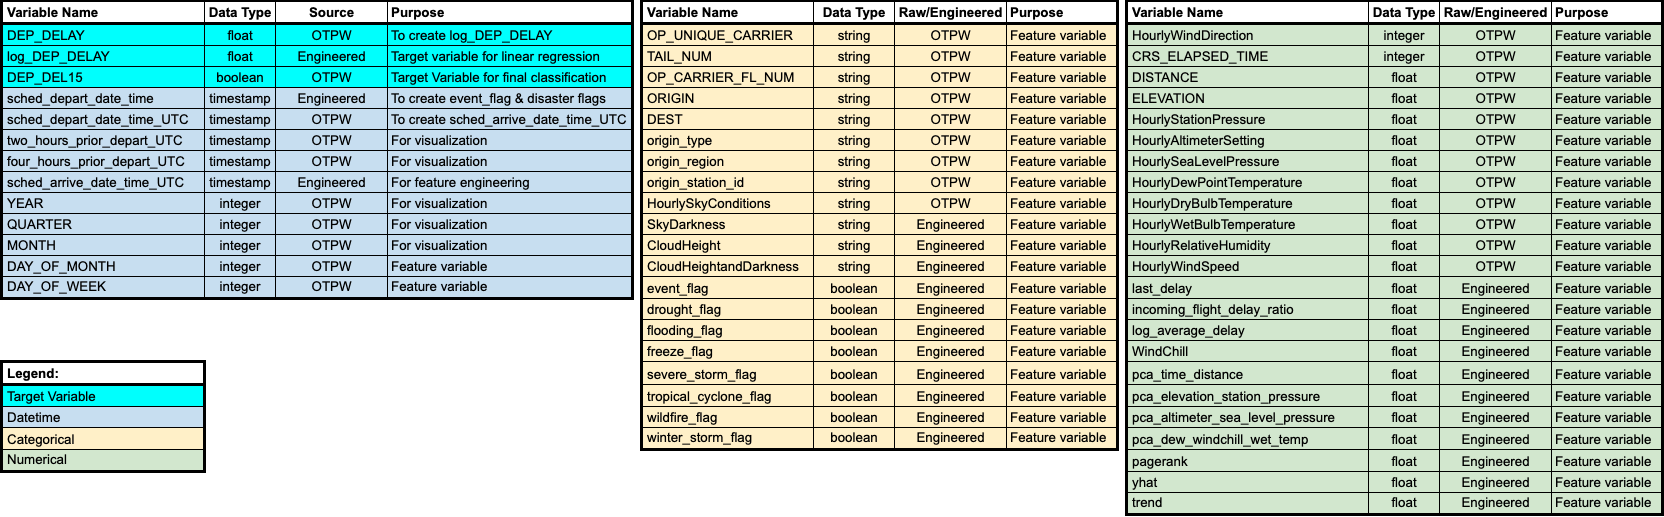 Variable Name Data Type Source Purpose
DEP_DELAY float OTPW To create log_DEP_DELAY
log_DEP_DELAY float Engineered Target variable for linear regression
DEP_DEL15 boolean OTPW Target Variable for final classification
sched_depart_date_time timestamp Engineered To create event_flag & disaster flags
sched_depart_date_time_UTC timestamp OTPW To create sched_arrive_date_time_UTC
two_hours_prior_depart_UTC timestamp OTPW For visualization
four_hours_prior_depart_UTC timestamp OTPW For visualization
sched_arrive_date_time_UTC timestamp Engineered For feature engineering
YEAR integer OTPW For visualization
QUARTER integer OTPW For visualization
MONTH integer OTPW For visualization
DAY_OF_MONTH integer OTPW Feature variable
DAY_OF_WEEK integer OTPW Feature variable
Legend:
Target Variable
Datetime
Categorical
Numerical
Variable Name Data Type Raw/Engineered Purpose
OP_UNIQUE_CARRIER string OTPW Feature variable
TAIL_NUM string OTPW Feature variable
OP_CARRIER_FL_NUM string OTPW Feature variable
ORIGIN string OTPW Feature variable
DEST string OTPW Feature variable
origin_type string OTPW Feature variable
origin_region string OTPW Feature variable
origin_station_id string OTPW Feature variable
HourlySkyConditions string OTPW Feature variable
SkyDarkness string Engineered Feature variable
CloudHeight string Engineered Feature variable
CloudHeightandDarkness string Engineered Feature variable
event_flag boolean Engineered Feature variable
drought_flag boolean Engineered Feature variable
flooding_flag boolean Engineered Feature variable
freeze_flag boolean Engineered Feature variable
severe_storm_flag boolean Engineered Feature variable
tropical_cyclone_flag boolean Engineered Feature variable
wildfire_flag boolean Engineered Feature variable
winter_storm_flag boolean Engineered Feature variable
Variable Name Data Type Raw/Engineered Purpose
HourlyWindDirection integer OTPW Feature variable
CRS_ELAPSED_TIME integer OTPW Feature variable
DISTANCE float OTPW Feature variable
ELEVATION float OTPW Feature variable
HourlyStationPressure float OTPW Feature variable
HourlyAltimeterSetting float OTPW Feature variable
HourlySeaLevelPressure float OTPW Feature variable
HourlyDewPointTemperature float OTPW Feature variable
HourlyDryBulbTemperature float OTPW Feature variable
HourlyWetBulbTemperature float OTPW Feature variable
HourlyRelativeHumidity float OTPW Feature variable
HourlyWindSpeed float OTPW Feature variable
last_delay float Engineered Feature variable
incoming_flight_delay_ratio float Engineered Feature variable
log_average_delay float Engineered Feature variable
WindChill float Engineered Feature variable
pca_time_distance float Engineered Feature variable
pca_elevation_station_pressure float Engineered Feature variable
pca_altimeter_sea_level_pressure float Engineered Feature variable
pca_dew_windchill_wet_temp float Engineered Feature variable
pagerank float Engineered Feature variable
yhat float Engineered Feature variable
trend float Engineered Feature variable